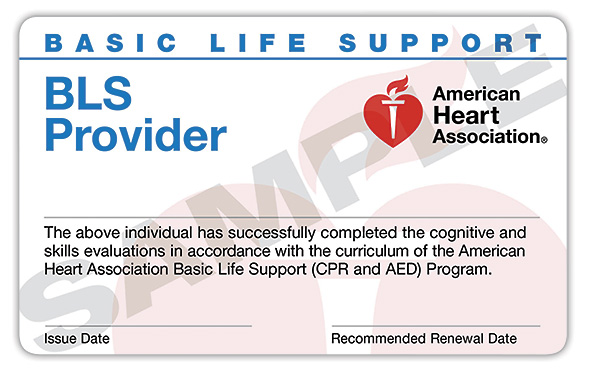 BASIC LIFE SUPPORT
BLS
Provider
American
Heart
Association®
SAMPLE
The above individual has successfully completed the cognitive and
skills evaluations in accordance with the curriculum of the American
Heart Association Basic Life Support (CPR and AED) Program.
Issue Date
Recommended Renewal Date